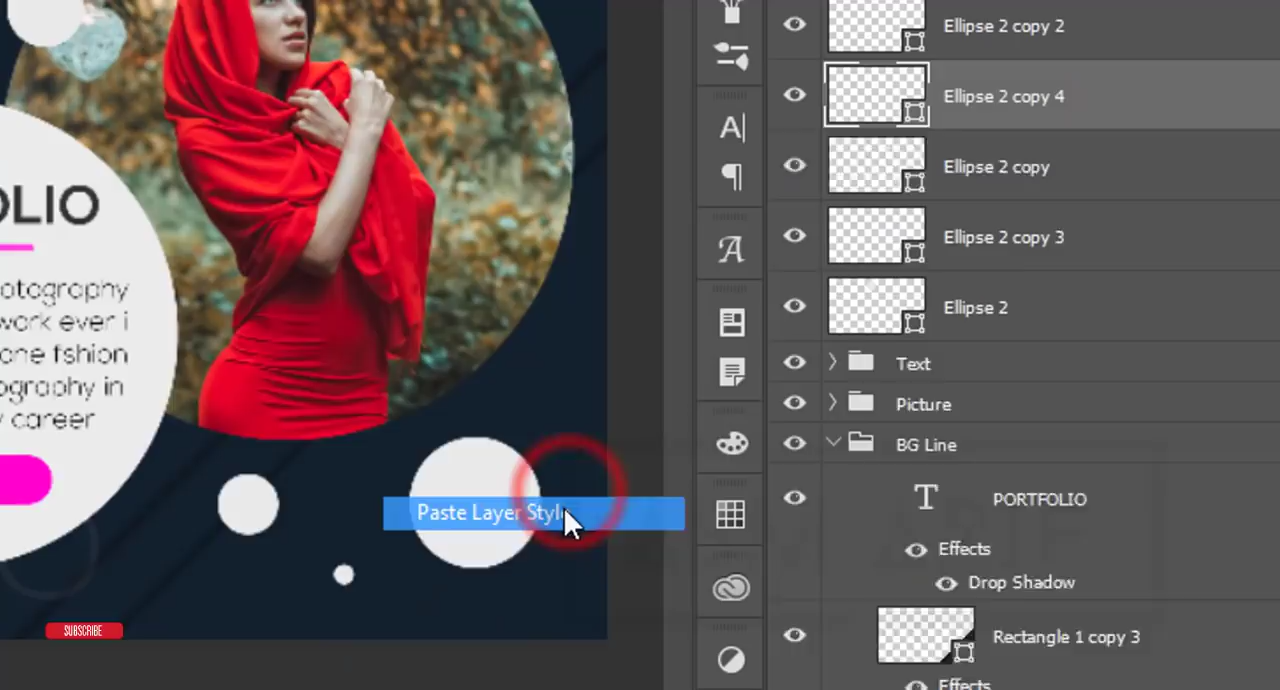 Ellipse 2 copy 2
Ellipse 2 copy 4
Ellipse 2 copy
Ellipse 2 copy 3
Ellipse 2
Text
Picture
BG Line
T PORTFOLIO
Effects
Drop Shadow
Rectangle 1 copy 3
Effects
OLIO
otography
work ever i
one fshion
ography in
y career
Paste Layer Style
SUBSCRIBE
A|
A